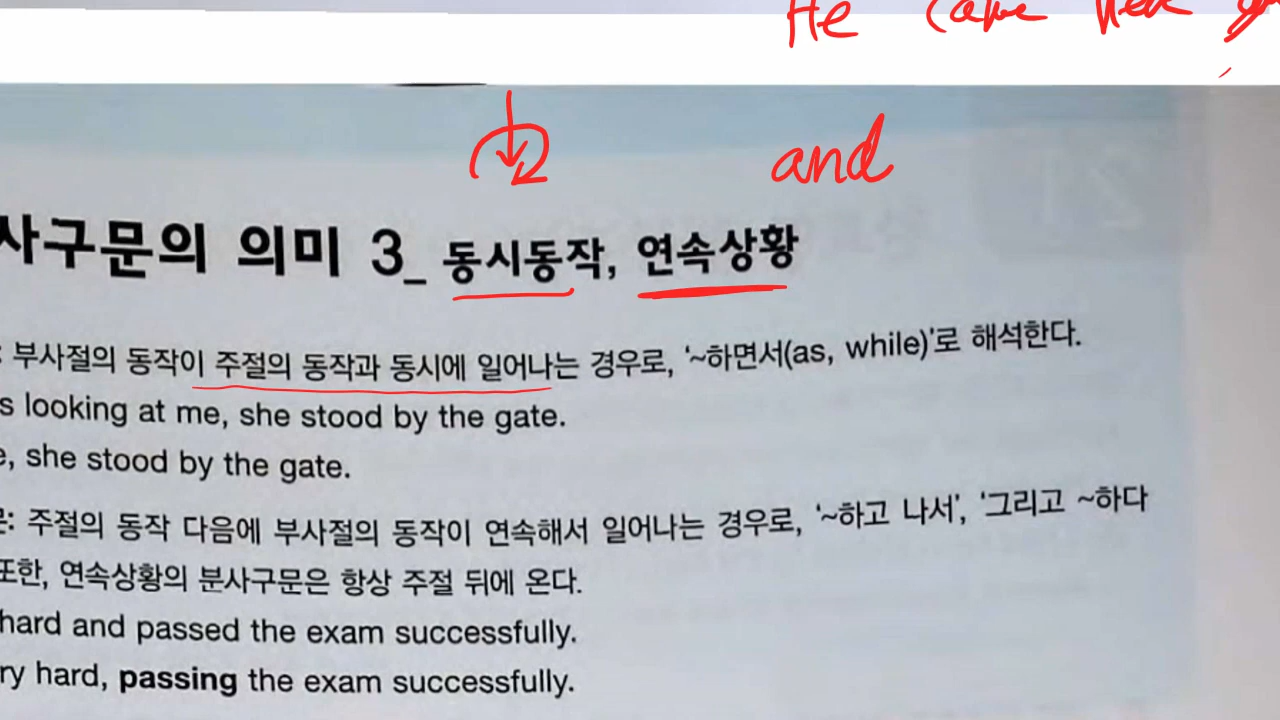 He came here
and
사구문의 의미 3_ 동시동작, 연속상황
: 부사절의 동작이 주절의 동작과 동시에 일어나는 경우로, ‘~하면서(as, while)’로 해석한다.
s looking at me, she stood by the gate.
e, she stood by the gate.
문: 주절의 동작 다음에 부사절의 동작이 연속해서 일어나는 경우로, ‘~하고 나서’, ‘그리고 ~하다
또한, 연속상황의 분사구문은 항상 주절 뒤에 온다.
hard and passed the exam successfully.
ry hard, passing the exam successfully.